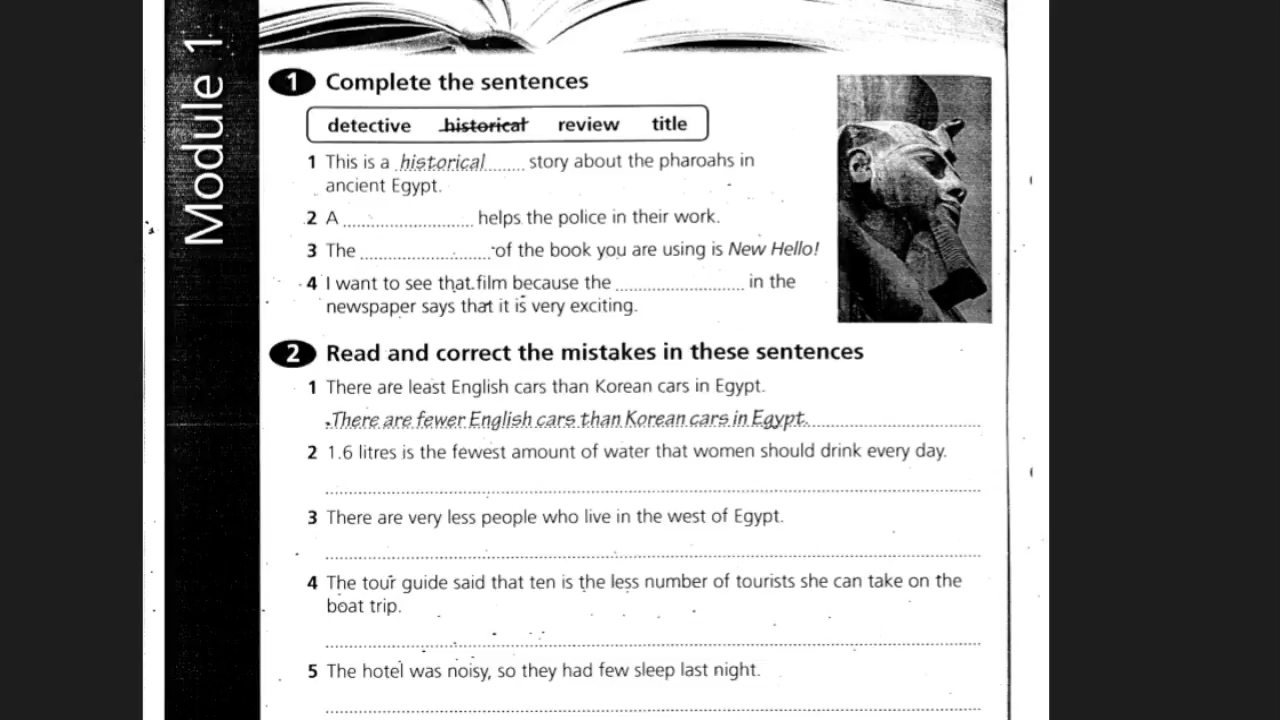 Module 1
1 Complete the sentences
detective historical review title
1 This is a historical story about the pharoahs in
ancient Egypt.
2 A ........................ helps the police in their work.
3 The ........................ of the book you are using is New Hello!
4 I want to see that film because the ........................ in the
newspaper says that it is very exciting.
2 Read and correct the mistakes in these sentences
1 There are least English cars than Korean cars in Egypt.
There are fewer English cars than Korean cars in Egypt.
2 1.6 litres is the fewest amount of water that women should drink every day.
3 There are very less people who live in the west of Egypt.
4 The tour guide said that ten is the less number of tourists she can take on the
boat trip.
5 The hotel was noisy, so they had few sleep last night.